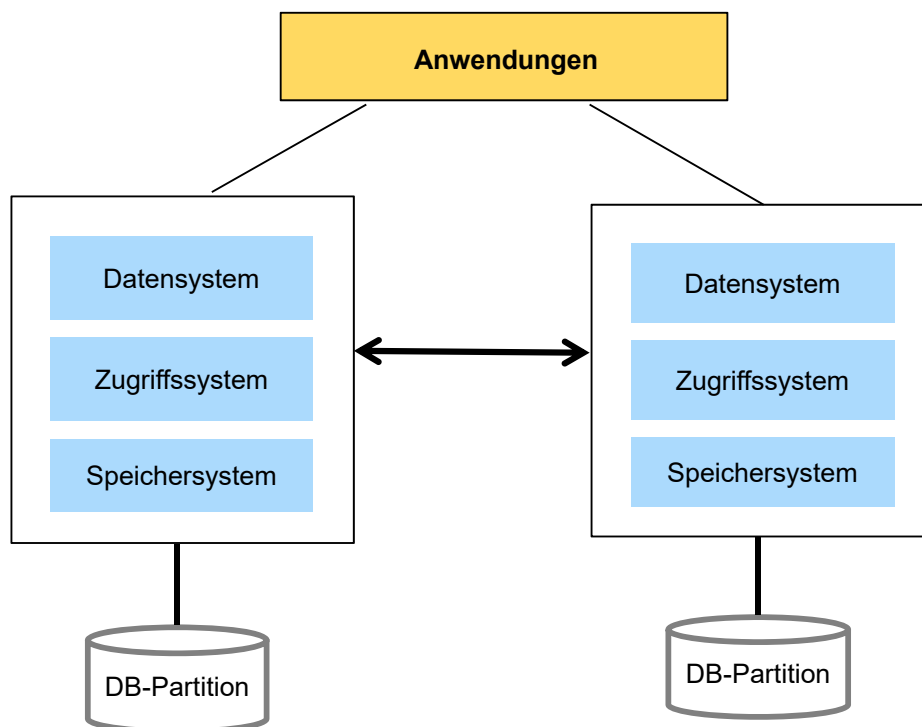 Anwendungen
Datensystem
Zugriffssystem
Speichersystem
DB-Partition
Datensystem
Zugriffssystem
Speichersystem
DB-Partition